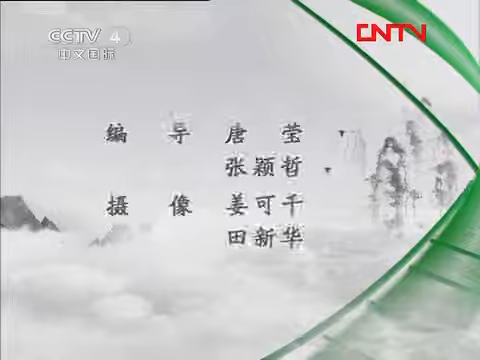 CCTV 4
中文国际
CNTV
编 导 唐 莹
张颖哲
摄 像 姜可千
田新华